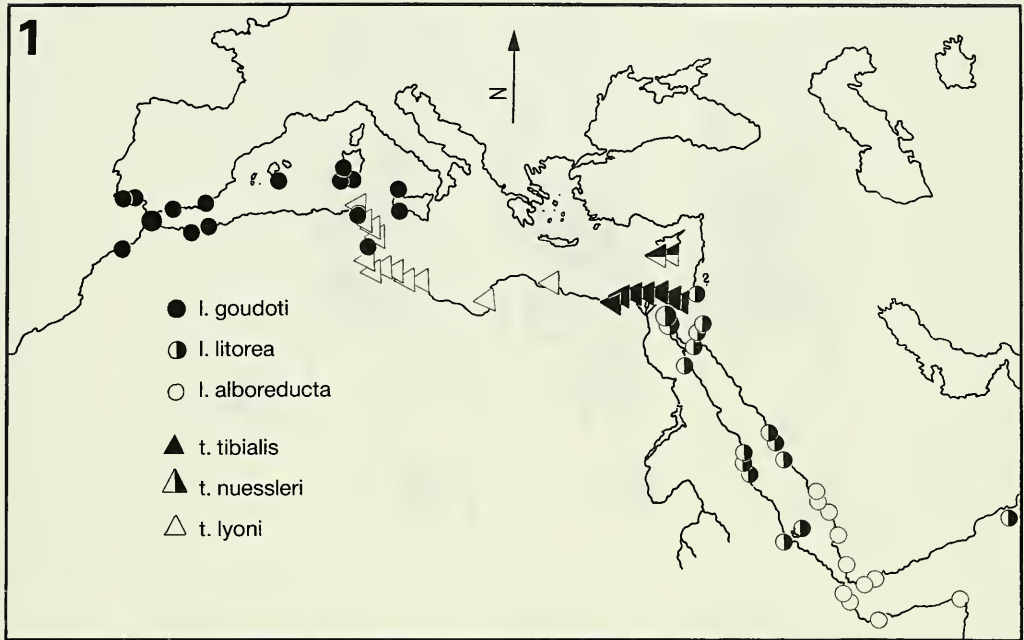 1
N
?
l. goudoti
l. litorea
l. alboreducta
t. tibialis
t. nuessleri
t. lyoni